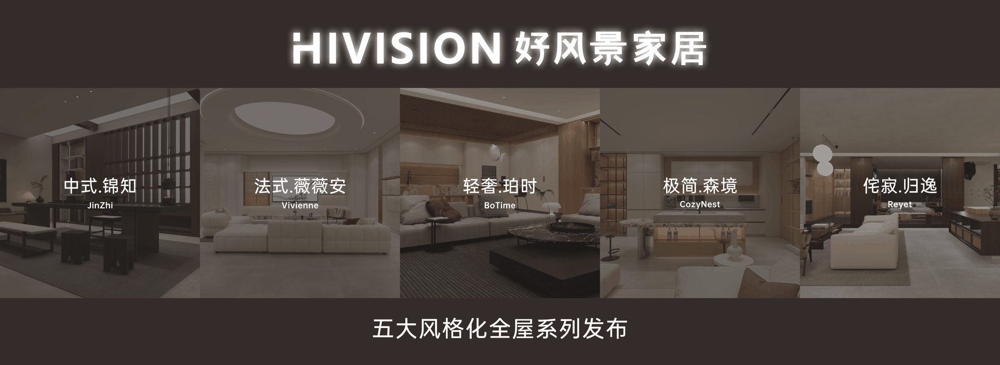 HIVISION 好风景家居
中式.锦知
JinZhi
法式.薇薇安
Vivienne
轻奢.珀时
BoTime
极简.森境
CozyNest
侘寂.归逸
Reyet
五大风格化全屋系列发布